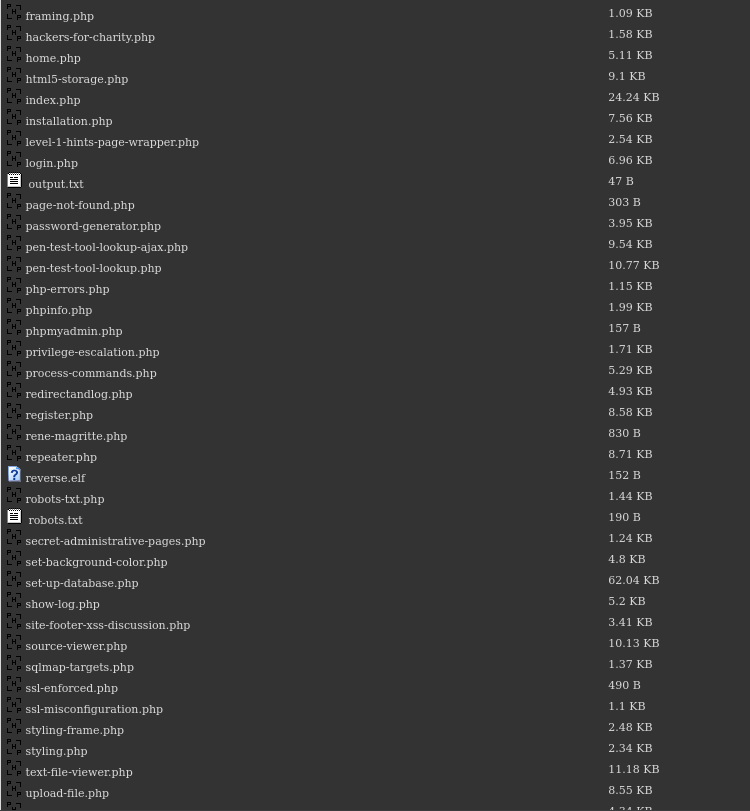 framing.php 1.09 KB
hackers-for-charity.php 1.58 KB
home.php 5.11 KB
html5-storage.php 9.1 KB
index.php 24.24 KB
installation.php 7.56 KB
level-1-hints-page-wrapper.php 2.54 KB
login.php 6.96 KB
output.txt 47 B
page-not-found.php 303 B
password-generator.php 3.95 KB
pen-test-tool-lookup-ajax.php 9.54 KB
pen-test-tool-lookup.php 10.77 KB
php-errors.php 1.15 KB
phpinfo.php 1.99 KB
phpmyadmin.php 157 B
privilege-escalation.php 1.71 KB
process-commands.php 5.29 KB
redirectandlog.php 4.93 KB
register.php 8.58 KB
rene-magritte.php 830 B
repeater.php 8.71 KB
reverse.elf 152 B
robots-txt.php 1.44 KB
robots.txt 190 B
secret-administrative-pages.php 1.24 KB
set-background-color.php 4.8 KB
set-up-database.php 62.04 KB
show-log.php 5.2 KB
site-footer-xss-discussion.php 3.41 KB
source-viewer.php 10.13 KB
sqlmap-targets.php 1.37 KB
ssl-enforced.php 490 B
ssl-misconfiguration.php 1.1 KB
styling-frame.php 2.48 KB
styling.php 2.34 KB
text-file-viewer.php 11.18 KB
upload-file.php 8.55 KB